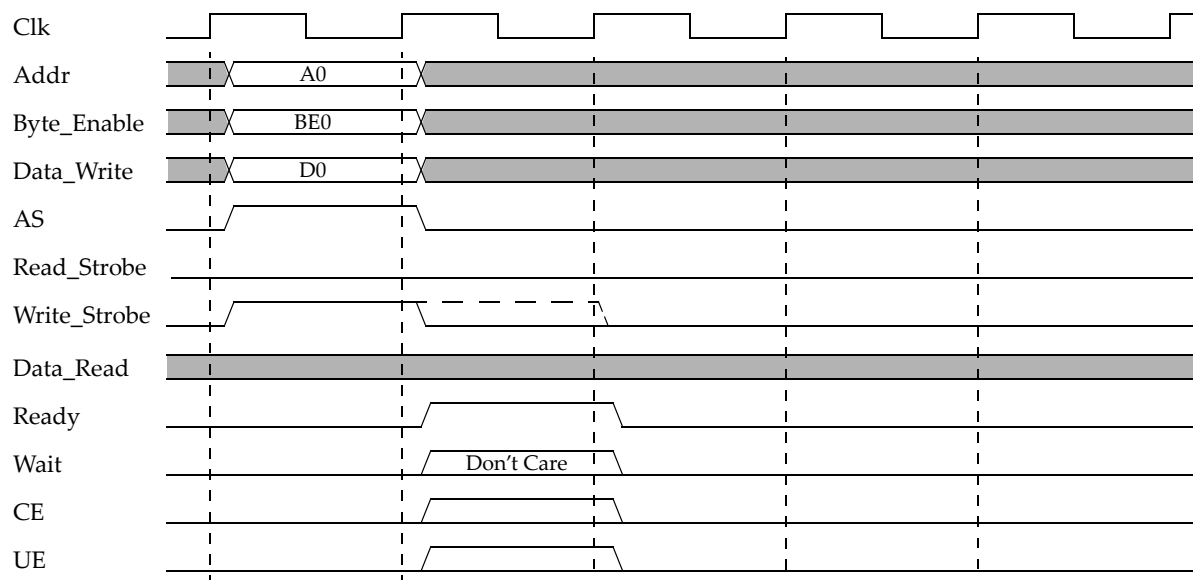 Clk
Addr A0
Byte_Enable BE0
Data_Write D0
AS
Read_Strobe
Write_Strobe
Data_Read
Ready
Wait Don't Care
CE
UE